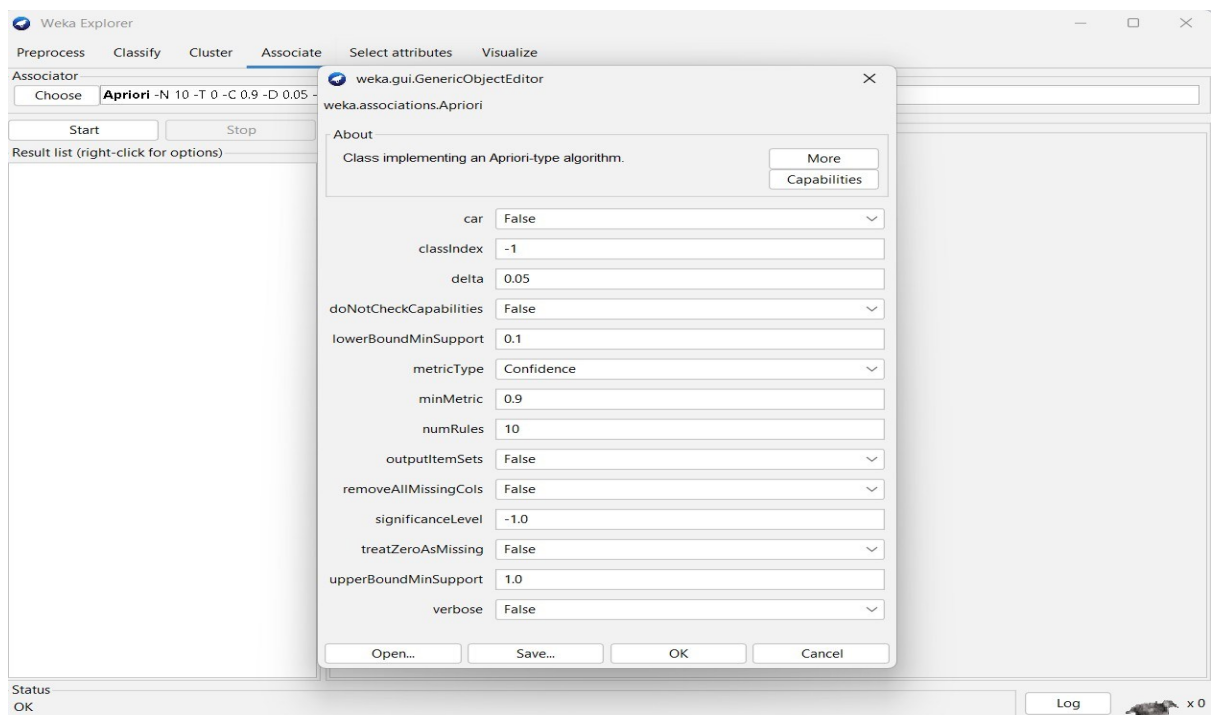 Weka Explorer
Preprocess Classify Cluster Associate Select attributes Visualize
Associator
Choose Apriori -N 10 -T 0 -C 0.9 -D 0.05 -
Start Stop
Result list (right-click for options)
weka.gui.GenericObjectEditor
weka.associations.Apriori
About
Class implementing an Apriori-type algorithm.
More
Capabilities
car False
classIndex -1
delta 0.05
doNotCheckCapabilities False
lowerBoundMinSupport 0.1
metricType Confidence
minMetric 0.9
numRules 10
outputItemSets False
removeAllMissingCols False
significanceLevel -1.0
treatZeroAsMissing False
upperBoundMinSupport 1.0
verbose False
Open... Save... OK Cancel
Status
OK
Log x 0